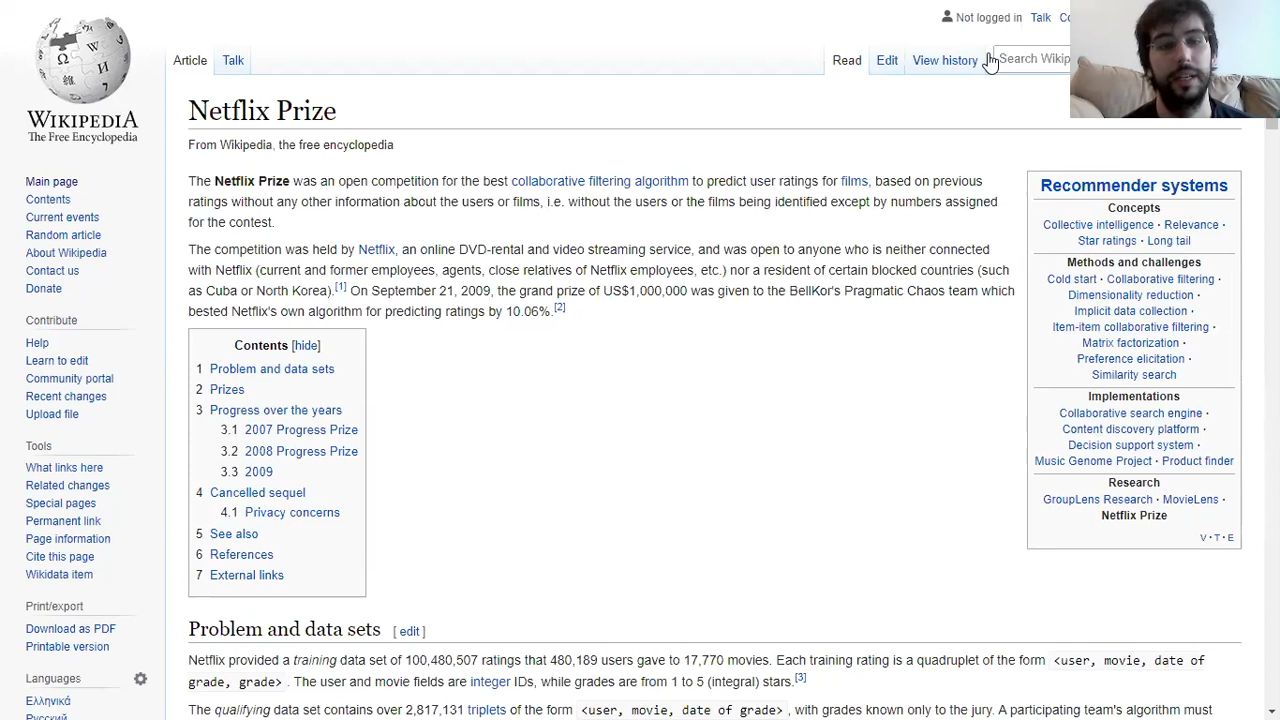 Not logged in Talk
Article Talk Read Edit View history Search Wikip
WIKIPEDIA
The Free Encyclopedia
Main page
Contents
Current events
Random article
About Wikipedia
Contact us
Donate
Contribute
Help
Learn to edit
Community portal
Recent changes
Upload file
Tools
What links here
Related changes
Special pages
Permanent link
Page information
Cite this page
Wikidata item
Print/export
Download as PDF
Printable version
Languages
Ελληνικά
Русский
Netflix Prize
From Wikipedia, the free encyclopedia
The Netflix Prize was an open competition for the best collaborative filtering algorithm to predict user ratings for films, based on previous
ratings without any other information about the users or films, i.e. without the users or the films being identified except by numbers assigned
for the contest.
The competition was held by Netflix, an online DVD-rental and video streaming service, and was open to anyone who is neither connected
with Netflix (current and former employees, agents, close relatives of Netflix employees, etc.) nor a resident of certain blocked countries (such
as Cuba or North Korea).[1] On September 21, 2009, the grand prize of US$1,000,000 was given to the BellKor's Pragmatic Chaos team which
bested Netflix's own algorithm for predicting ratings by 10.06%.[2]
Contents [hide]
1 Problem and data sets
2 Prizes
3 Progress over the years
3.1 2007 Progress Prize
3.2 2008 Progress Prize
3.3 2009
4 Cancelled sequel
4.1 Privacy concerns
5 See also
6 References
7 External links
Recommender systems
Concepts
Collective intelligence · Relevance ·
Star ratings · Long tail
Methods and challenges
Cold start · Collaborative filtering ·
Dimensionality reduction ·
Implicit data collection ·
Item-item collaborative filtering ·
Matrix factorization ·
Preference elicitation ·
Similarity search
Implementations
Collaborative search engine ·
Content discovery platform ·
Decision support system ·
Music Genome Project · Product finder
Research
GroupLens Research · MovieLens ·
Netflix Prize
V · T · E
Problem and data sets [ edit ]
Netflix provided a training data set of 100,480,507 ratings that 480,189 users gave to 17,770 movies. Each training rating is a quadruplet of the form <user, movie, date of
grade, grade>. The user and movie fields are integer IDs, while grades are from 1 to 5 (integral) stars.[3]
The qualifying data set contains over 2,817,131 triplets of the form <user, movie, date of grade>, with grades known only to the jury. A participating team's algorithm must